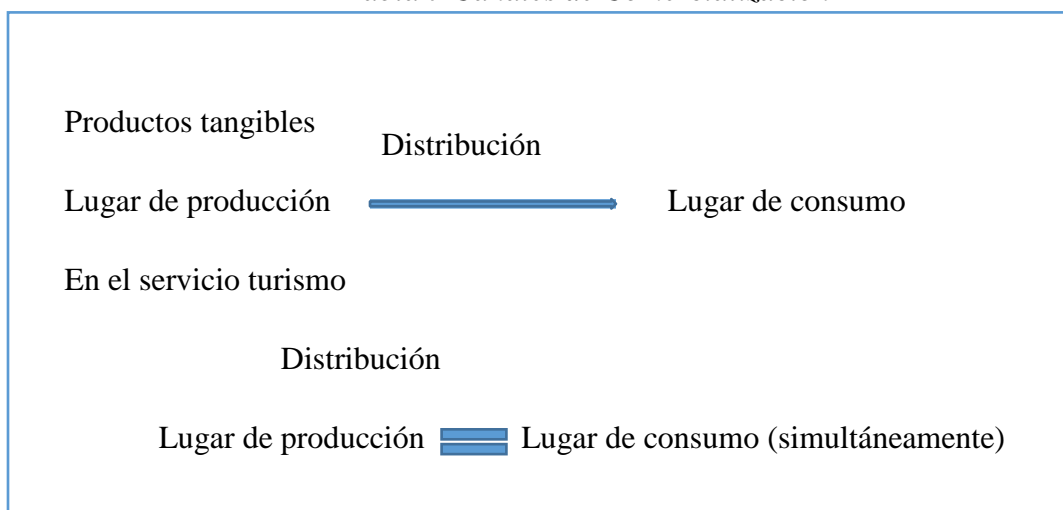 Productos tangibles
Distribución
Lugar de producción Lugar de consumo
En el servicio turismo
Distribución
Lugar de producción Lugar de consumo (simultáneamente)